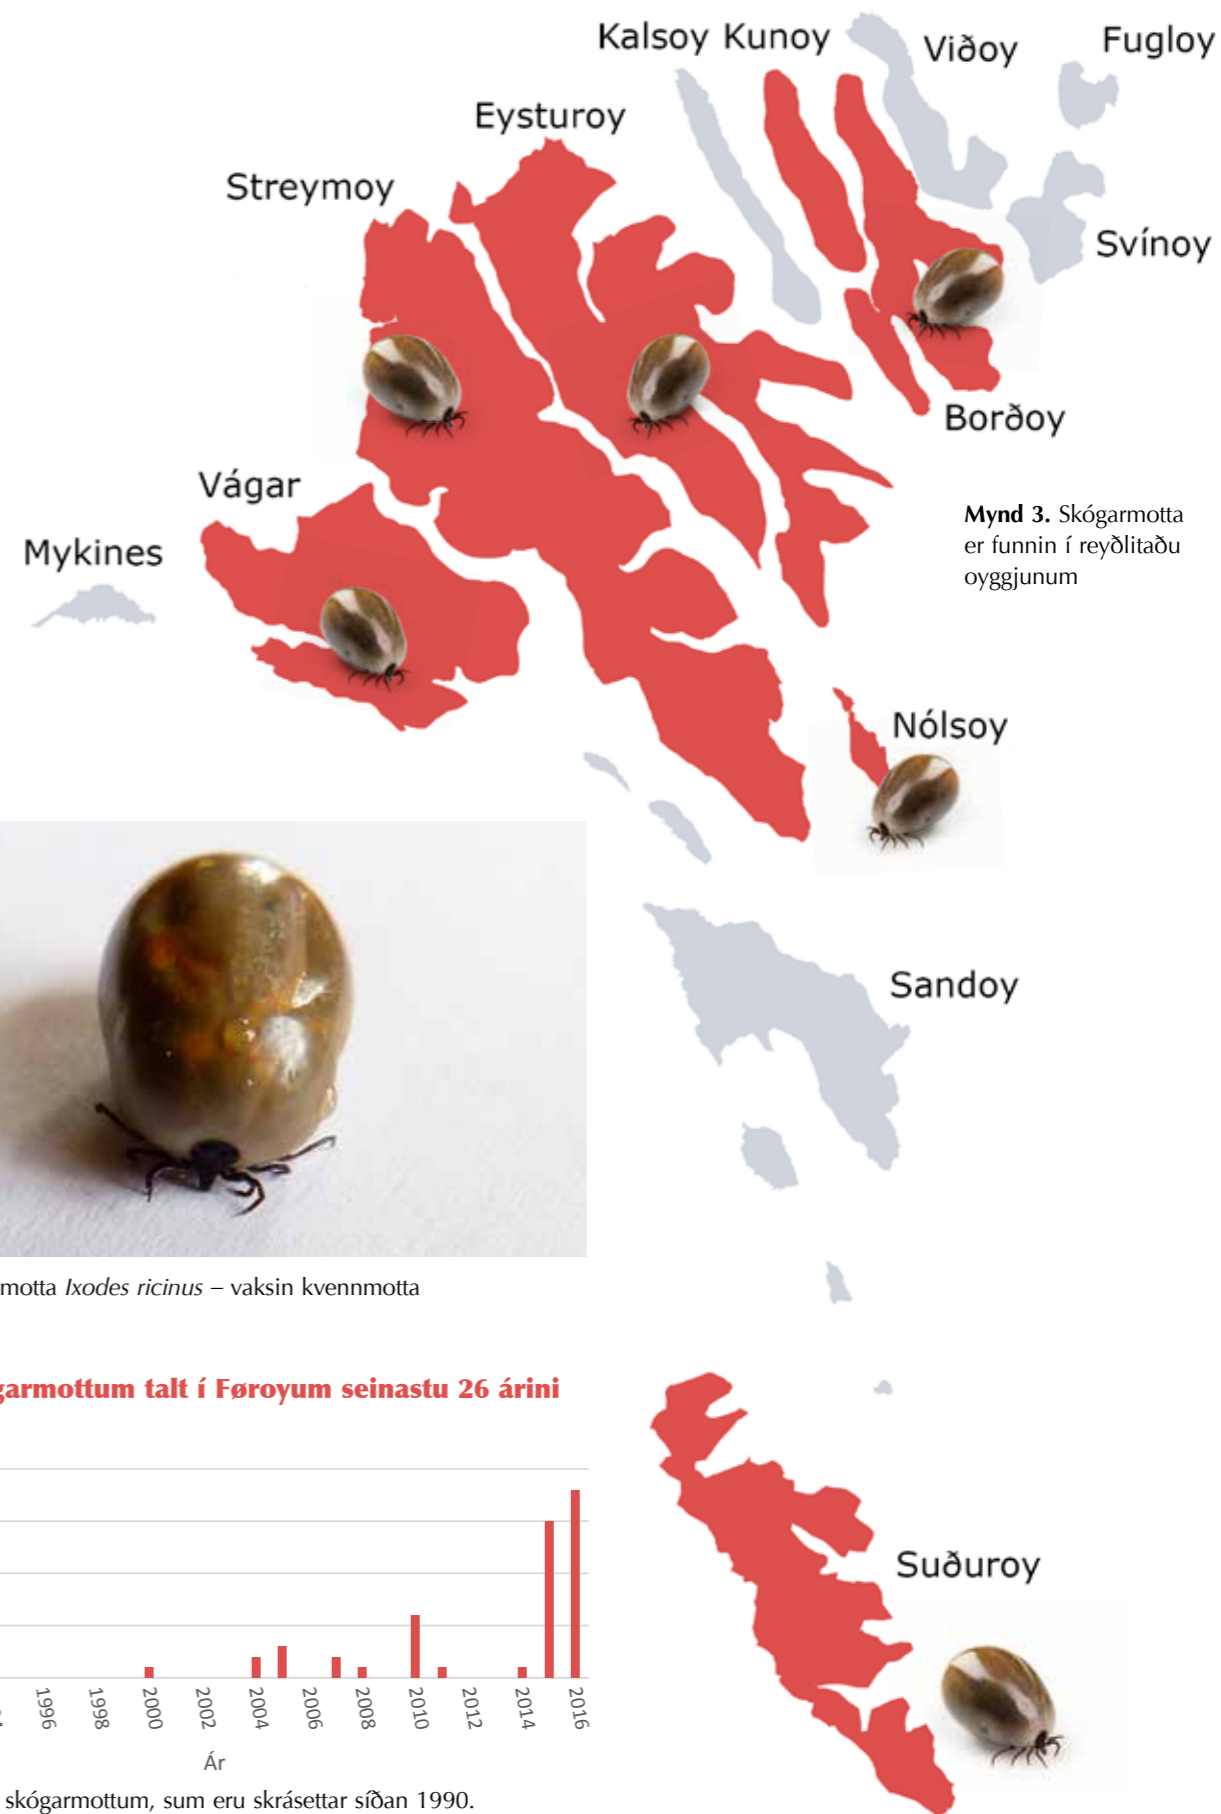 Kalsoy Kunoy
Viðoy
Fugloy
Eysturoy
Streymoy
Svínoy
Borðoy
Vágar
Mykines
Mynd 3. Skógarmotta
er funnin í reyðlitaðu
oyggjunum
Nólsoy
Sandoy
motta Ixodes ricinus – vaksin kvennmotta
garmottum talt í Føroyum seinastu 26 árini
Suðuroy
1996 1998 2000 2002 2004 2006 2008 2010 2012 2014 2016
Ár
skógarmottum, sum eru skrásettar síðan 1990.